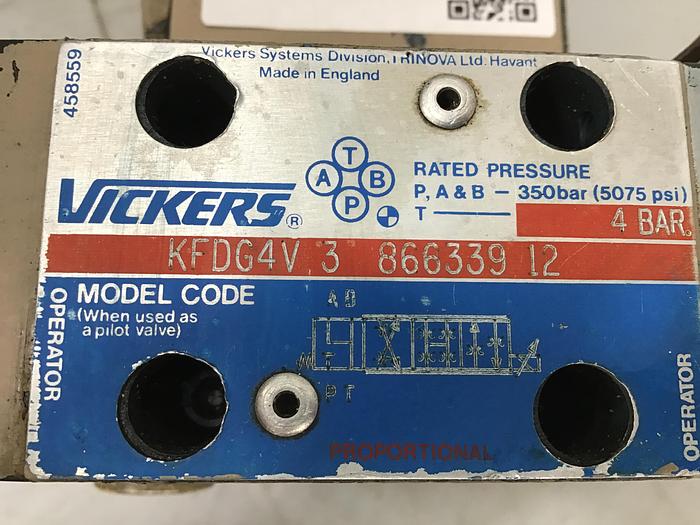 458559
Vickers Systems Division, TRINOVA Ltd. Havant
Made in England
VICKERS®
T
A B
P
RATED PRESSURE
P, A & B – 350bar (5075 psi)
T 4 BAR.
KFDG4V 3 866339 12
OPERATOR
MODEL CODE
(When used as
a pilot valve)
A B
P T
PROPORTIONAL
OPERATOR